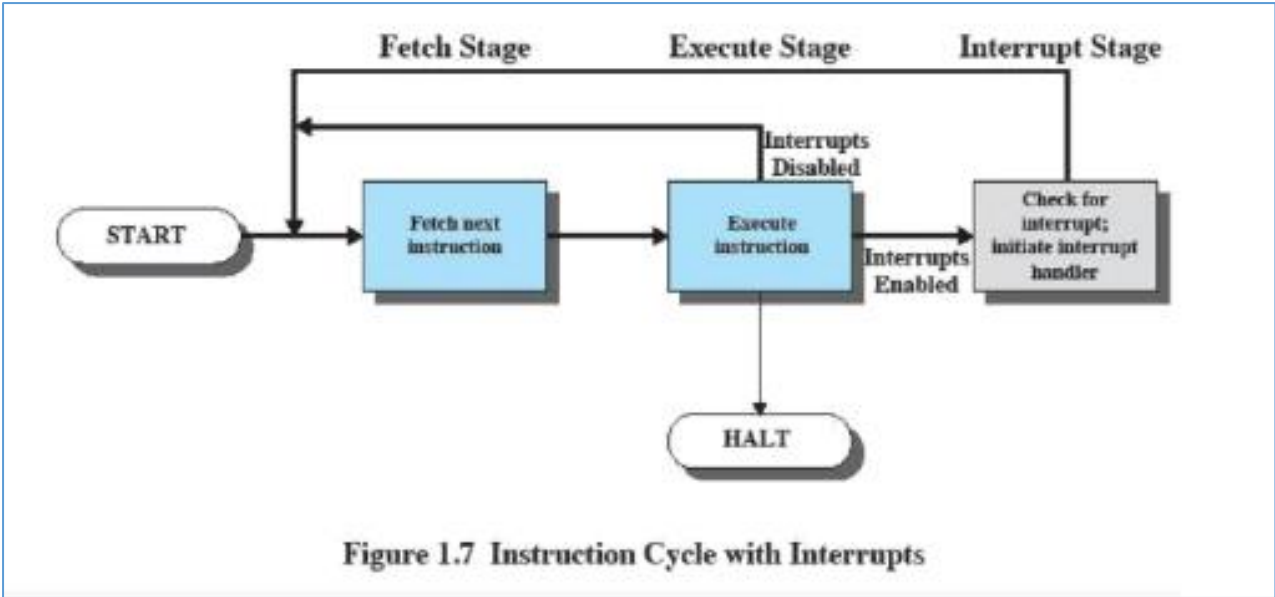 Fetch Stage
Execute Stage
Interrupt Stage
Interrupts
Disabled
START
Fetch next
instruction
Execute
instruction
Interrupts
Enabled
Check for
interrupt;
initiate interrupt
handler
HALT
Figure 1.7 Instruction Cycle with Interrupts